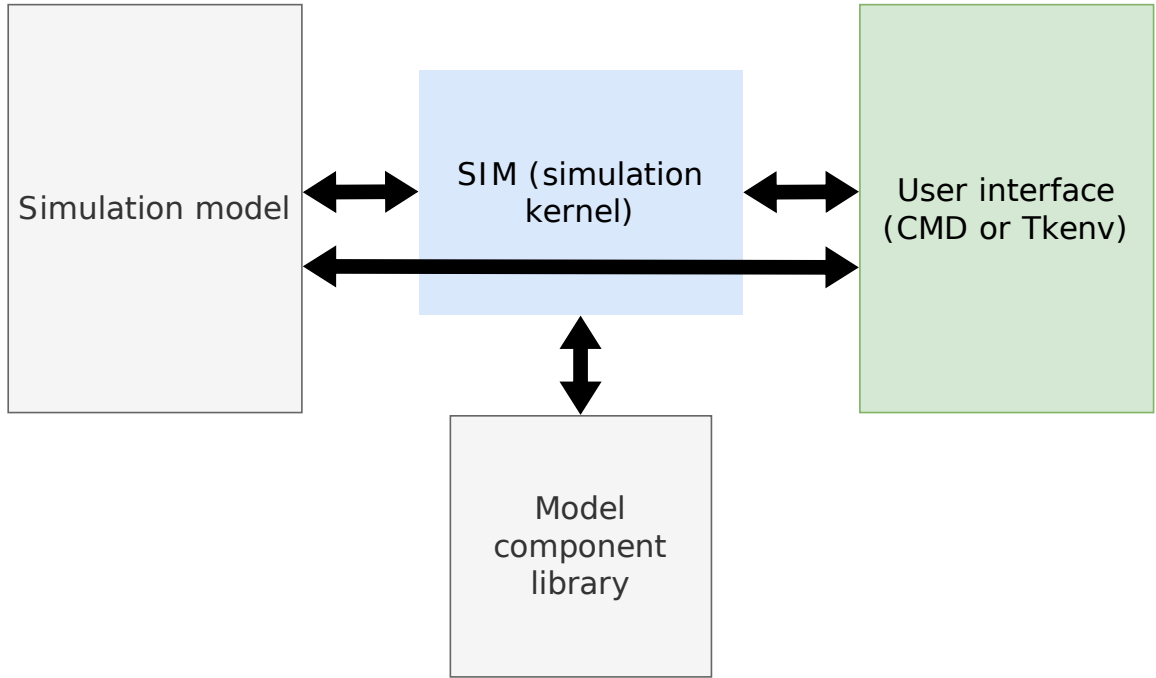 Simulation model
SIM (simulation
kernel)
User interface
(CMD or Tkenv)
Model
component
library